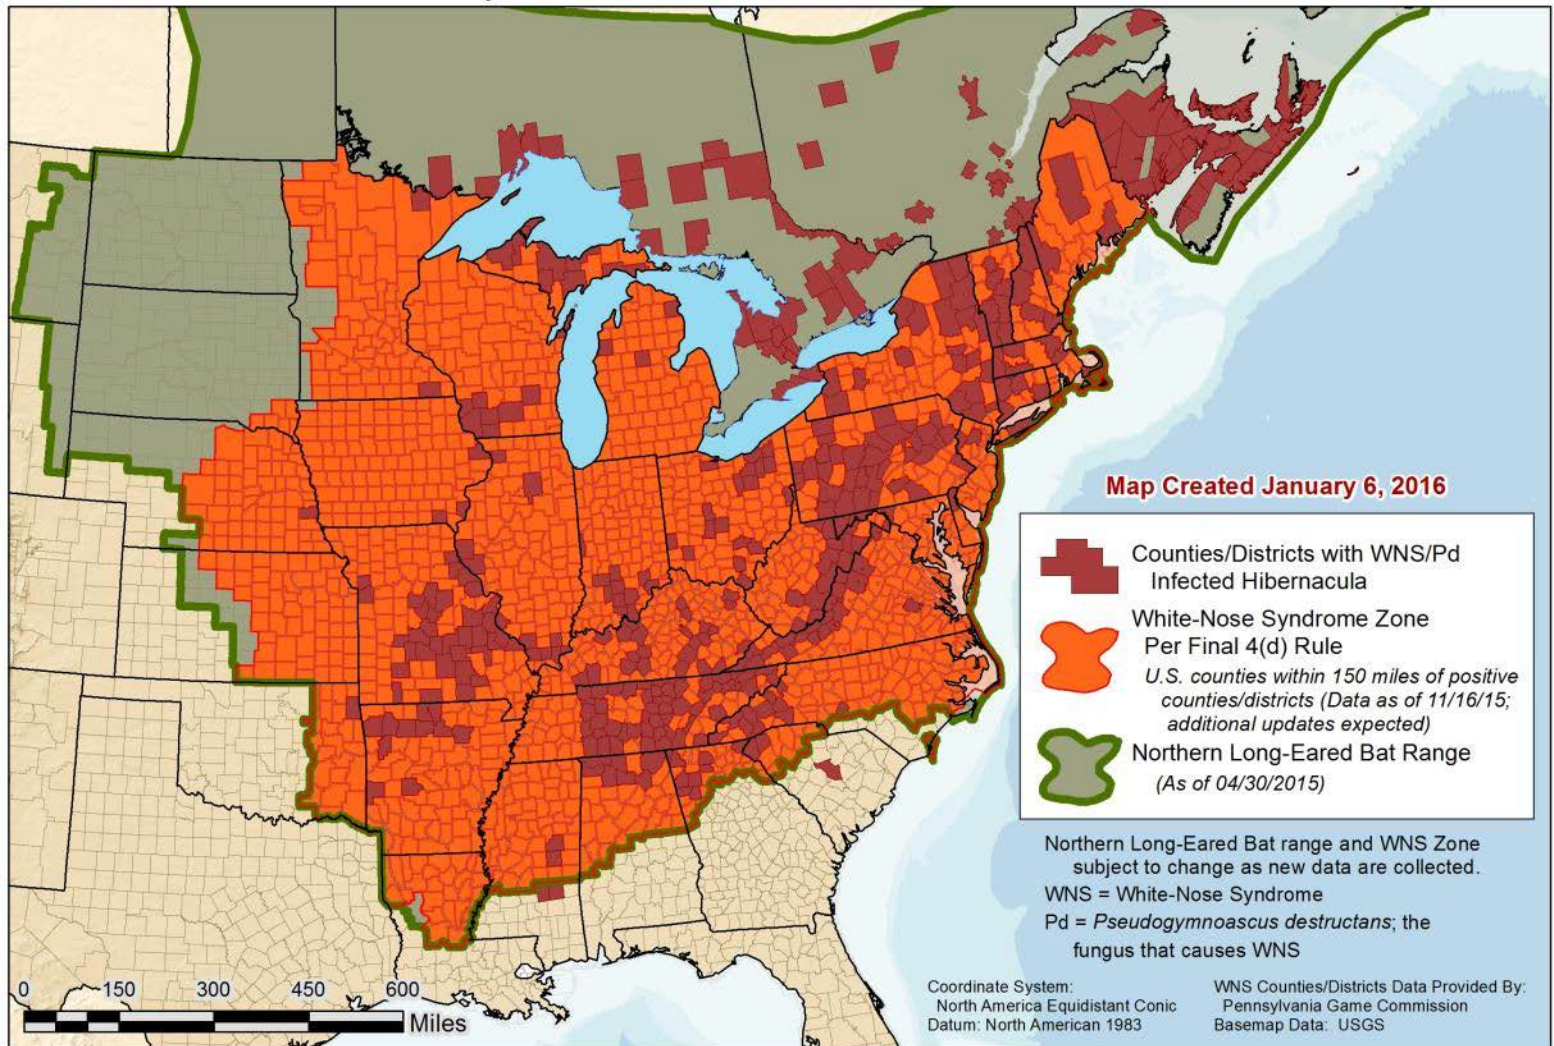 Map Created January 6, 2016
Counties/Districts with WNS/Pd
Infected Hibernacula
White-Nose Syndrome Zone
Per Final 4(d) Rule
U.S. counties within 150 miles of positive
counties/districts (Data as of 11/16/15;
additional updates expected)
Northern Long-Eared Bat Range
(As of 04/30/2015)
Northern Long-Eared Bat range and WNS Zone
subject to change as new data are collected.
WNS = White-Nose Syndrome
Pd = Pseudogymnoascus destructans; the
fungus that causes WNS
0 150 300 450 600
Miles
Coordinate System:
North America Equidistant Conic
Datum: North American 1983
WNS Counties/Districts Data Provided By:
Pennsylvania Game Commission
Basemap Data: USGS